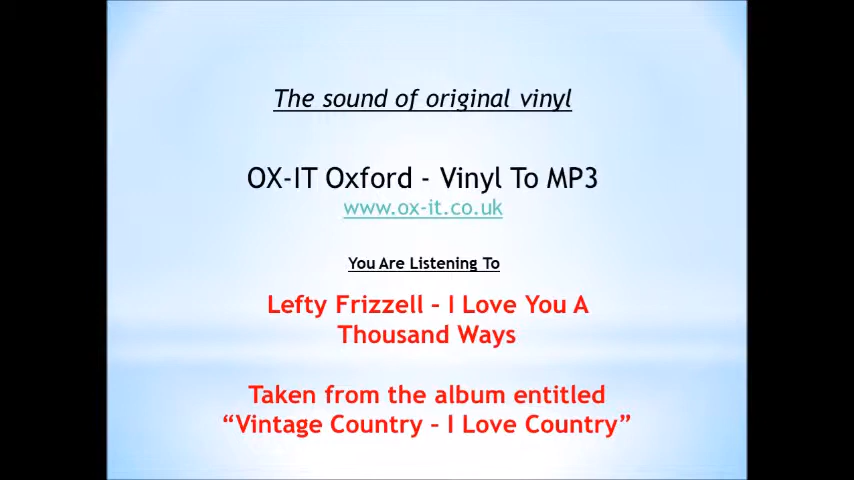 The sound of original vinyl
OX-IT Oxford - Vinyl To MP3
www.ox-it.co.uk
You Are Listening To
Lefty Frizzell – I Love You A
Thousand Ways
Taken from the album entitled
“Vintage Country – I Love Country”